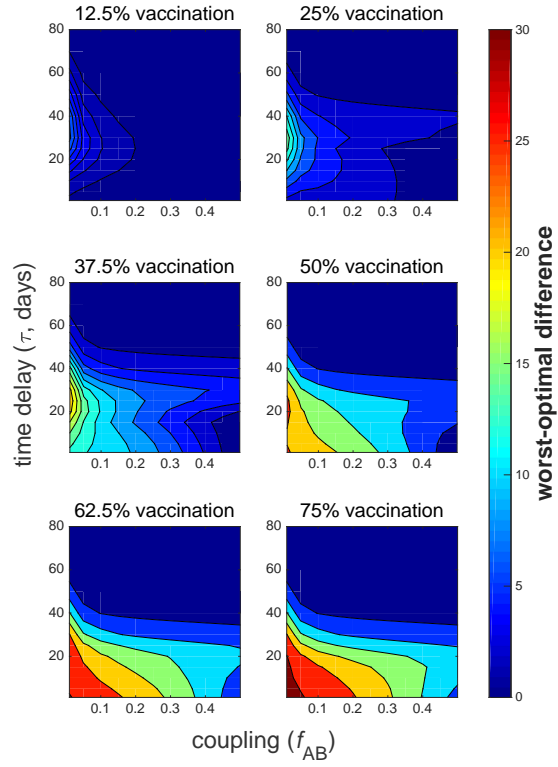 12.5% vaccination
25% vaccination
80
60
40
20
0.1 0.2 0.3 0.4
80
60
40
20
0.1 0.2 0.3 0.4
37.5% vaccination
50% vaccination
80
60
40
20
0.1 0.2 0.3 0.4
80
60
40
20
0.1 0.2 0.3 0.4
62.5% vaccination
75% vaccination
80
60
40
20
0.1 0.2 0.3 0.4
80
60
40
20
0.1 0.2 0.3 0.4
time delay (τ, days)
coupling (f_AB)
30
25
20
15
10
5
0
worst-optimal difference